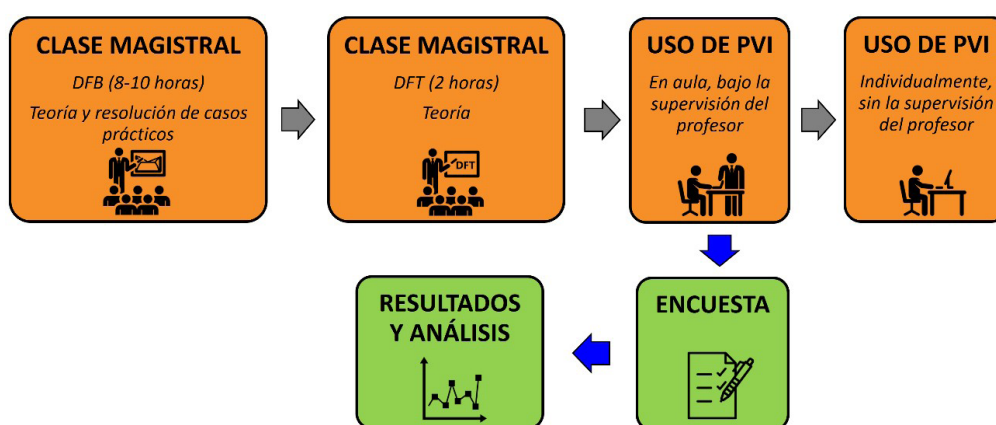 CLASE MAGISTRAL
DFB (8-10 horas)
Teoría y resolución de casos
prácticos
CLASE MAGISTRAL
DFT (2 horas)
Teoría
DFT
USO DE PVI
En aula, bajo la
supervisión del
profesor
USO DE PVI
Individualmente,
sin la supervisión
del profesor
RESULTADOS
Y ANÁLISIS
ENCUESTA